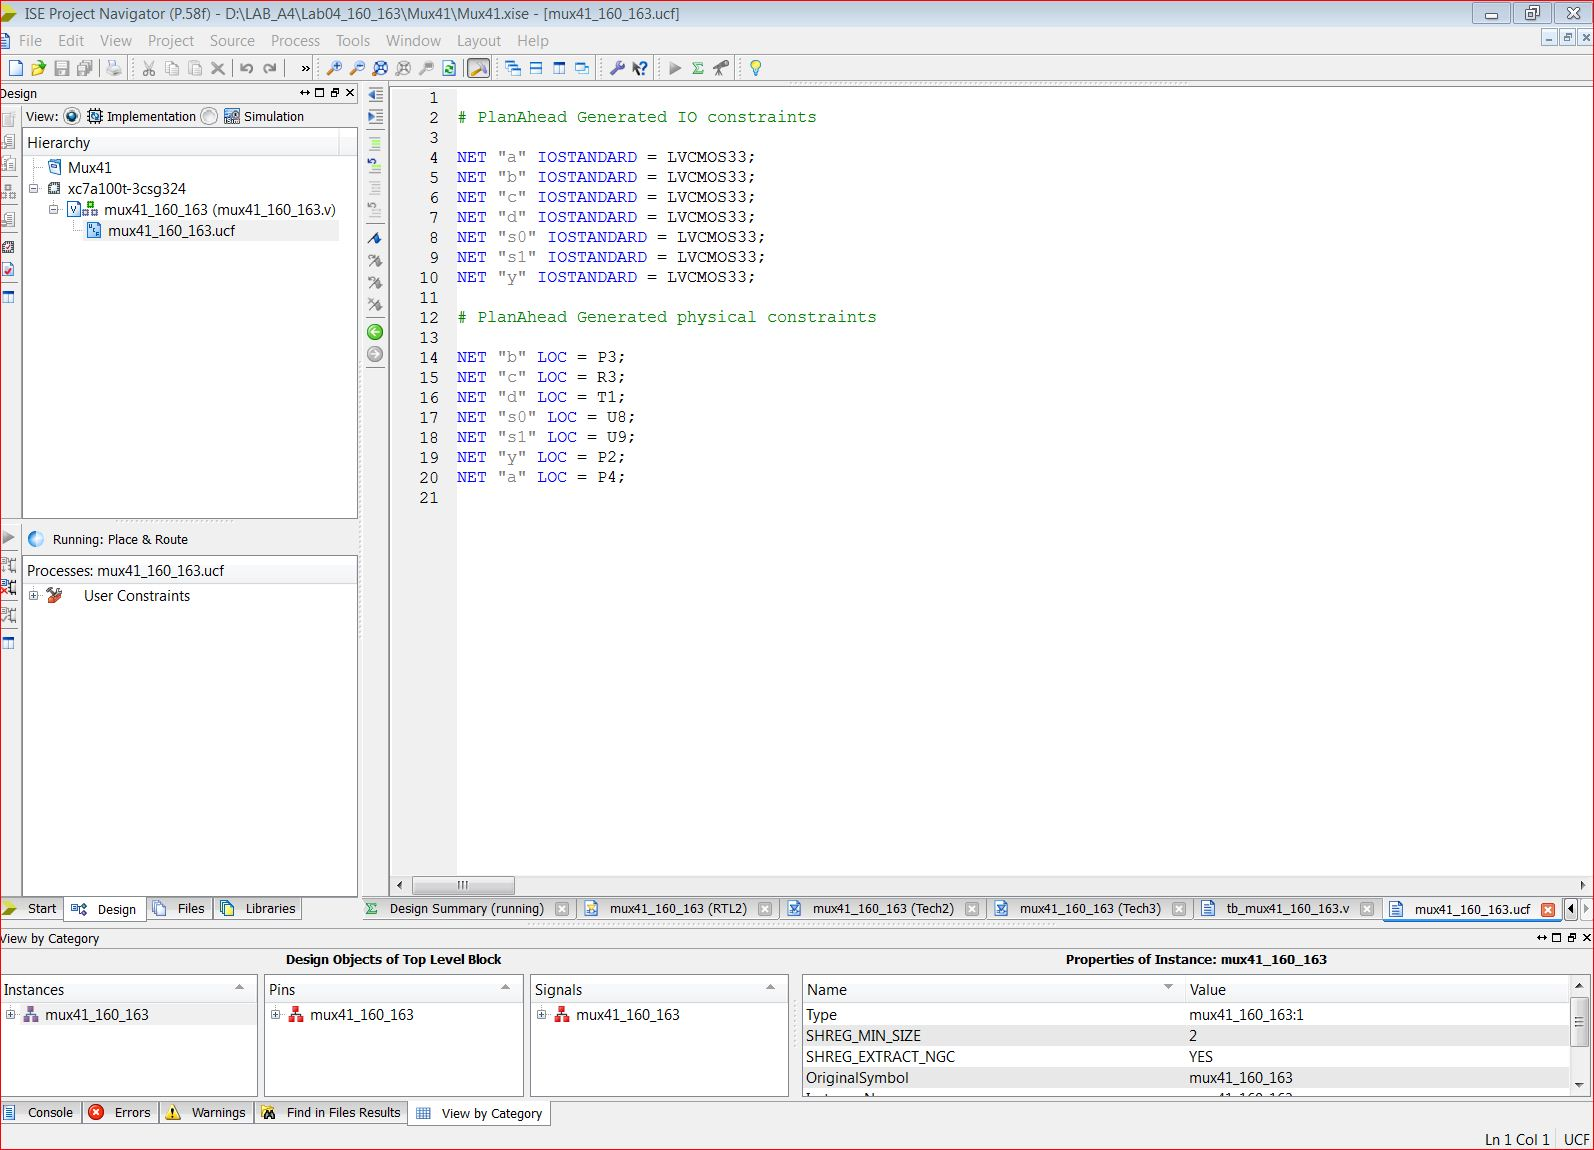 ISE Project Navigator (P.58f) - D:\LAB_A4\Lab04_160_163\Mux41\Mux41.xise - [mux41_160_163.ucf]
File Edit View Project Source Process Tools Window Layout Help
Design
View: Implementation Simulation
Hierarchy
Mux41
xc7a100t-3csg324
mux41_160_163 (mux41_160_163.v)
mux41_160_163.ucf
Running: Place & Route
Processes: mux41_160_163.ucf
User Constraints
1
2 # PlanAhead Generated IO constraints
3
4 NET "a" IOSTANDARD = LVCMOS33;
5 NET "b" IOSTANDARD = LVCMOS33;
6 NET "c" IOSTANDARD = LVCMOS33;
7 NET "d" IOSTANDARD = LVCMOS33;
8 NET "s0" IOSTANDARD = LVCMOS33;
9 NET "s1" IOSTANDARD = LVCMOS33;
10 NET "y" IOSTANDARD = LVCMOS33;
11
12 # PlanAhead Generated physical constraints
13
14 NET "b" LOC = P3;
15 NET "c" LOC = R3;
16 NET "d" LOC = T1;
17 NET "s0" LOC = U8;
18 NET "s1" LOC = U9;
19 NET "y" LOC = P2;
20 NET "a" LOC = P4;
21
Start Design Files Libraries
Design Summary (running) mux41_160_163 (RTL2) mux41_160_163 (Tech2) mux41_160_163 (Tech3) tb_mux41_160_163.v mux41_160_163.ucf
View by Category
Design Objects of Top Level Block
Properties of Instance: mux41_160_163
Instances
mux41_160_163
Pins
mux41_160_163
Signals
mux41_160_163
Name Value
Type mux41_160_163:1
SHREG_MIN_SIZE 2
SHREG_EXTRACT_NGC YES
OriginalSymbol mux41_160_163
Console Errors Warnings Find in Files Results View by Category
Ln 1 Col 1 UCF